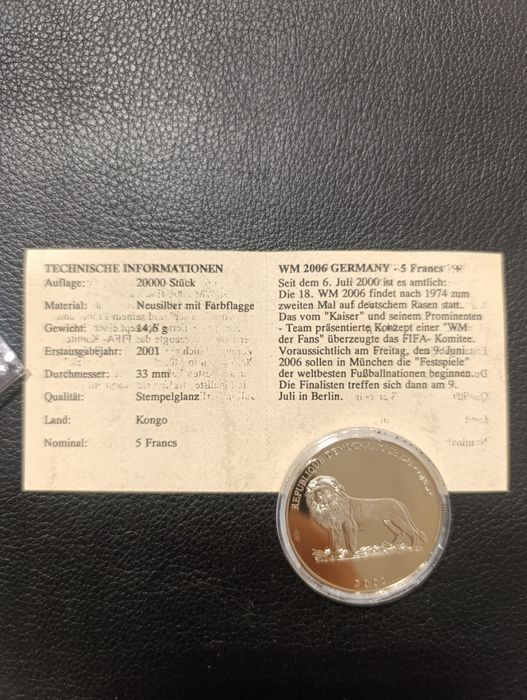 TECHNISCHE INFORMATIONEN
Auflage: 20000 Stück
Material: Neusilber mit Farbflagge
Gewicht: 14,6 g
Erstausgabejahr: 2001
Durchmesser: 33 mm
Qualität: Stempelglanz
Land: Kongo
Nominal: 5 Francs
WM 2006 GERMANY - 5 Francs
Seit dem 6. Juli 2000 ist es amtlich:
Die 18. WM 2006 findet nach 1974 zum
zweiten Mal auf deutschen Rasen statt.
Das vom "Kaiser" und seinem Prominenten
- Team präsentierte Konzept einer "WM
der Fans" überzeugte das FIFA- Komitee.
Voraussichtlich am Freitag, den 9. Juni
2006 sollen in München die "Festspiele"
der weltbesten Fußballnationen beginnen.
Die Finalisten treffen sich dann am 9.
Juli in Berlin.
REPUBLIQUE DEMOCRATIQUE DU CONGO
2001